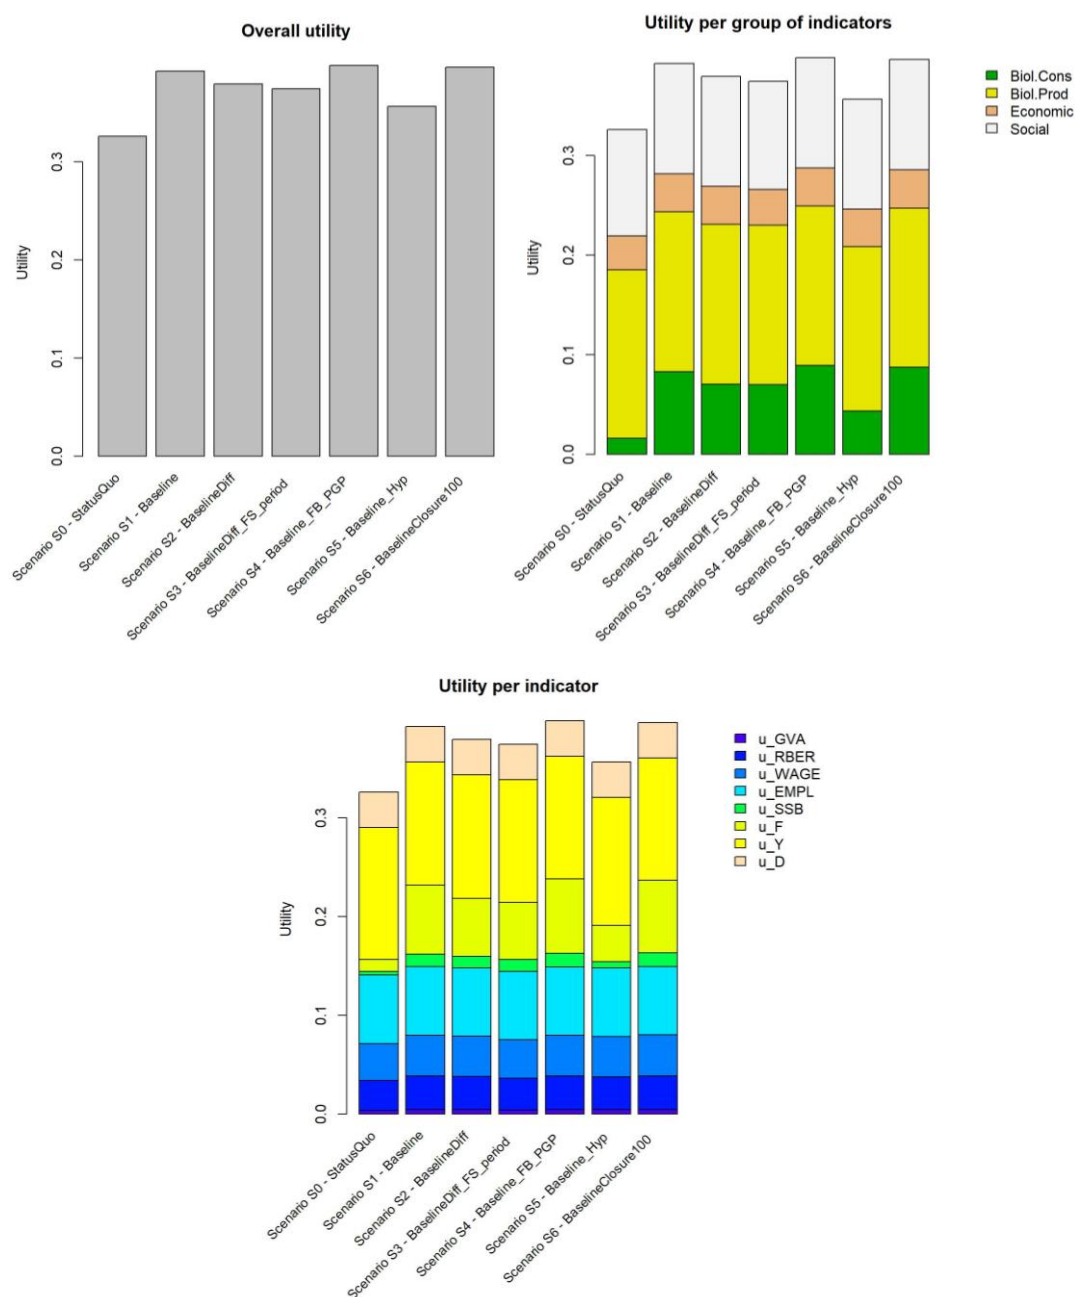 Overall utility
Utility
0.0
0.1
0.2
0.3
Scenario S0 - StatusQuo
Scenario S1 - Baseline
Scenario S2 - BaselineDiff
Scenario S3 - BaselineDiff_FS_period
Scenario S4 - Baseline_FB_PGP
Scenario S5 - Baseline_Hyp
Scenario S6 - BaselineClosure100
Utility per group of indicators
Utility
0.0
0.1
0.2
0.3
Scenario S0 - StatusQuo
Scenario S1 - Baseline
Scenario S2 - BaselineDiff
Scenario S3 - BaselineDiff_FS_period
Scenario S4 - Baseline_FB_PGP
Scenario S5 - Baseline_Hyp
Scenario S6 - BaselineClosure100
Biol.Cons
Biol.Prod
Economic
Social
Utility per indicator
Utility
0.0
0.1
0.2
0.3
Scenario S0 - StatusQuo
Scenario S1 - Baseline
Scenario S2 - BaselineDiff
Scenario S3 - BaselineDiff_FS_period
Scenario S4 - Baseline_FB_PGP
Scenario S5 - Baseline_Hyp
Scenario S6 - BaselineClosure100
u_GVA
u_RBER
u_WAGE
u_EMPL
u_SSB
u_F
u_Y
u_D